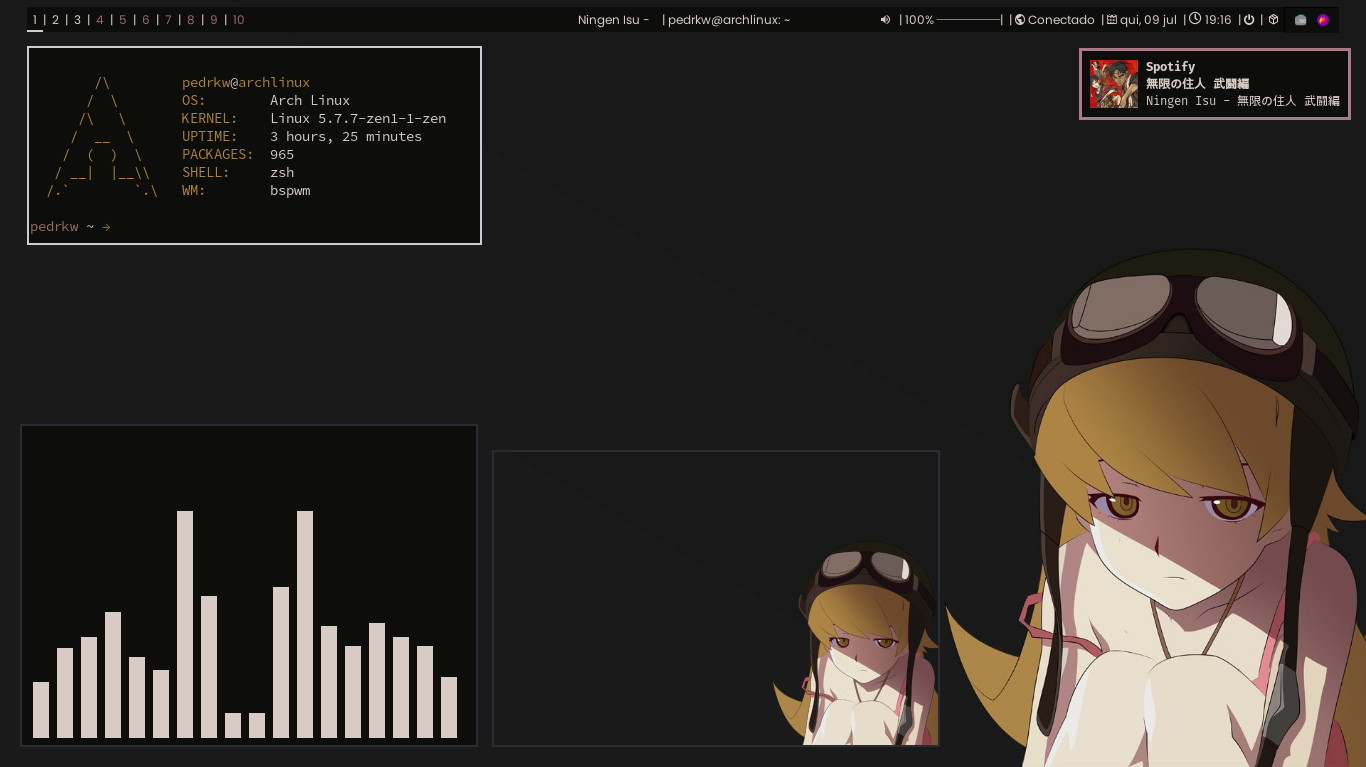 1 | 2 | 3 | 4 | 5 | 6 | 7 | 8 | 9 | 10
Ningen Isu - | pedrkw@archlinux: ~
| 100% | | Conectado | qui, 09 jul | 19:16 | |
pedrkw@archlinux
OS: Arch Linux
KERNEL: Linux 5.7.7-zen1-1-zen
UPTIME: 3 hours, 25 minutes
PACKAGES: 965
SHELL: zsh
WM: bspwm
pedrkw ~ →
Spotify
無限の住人 武闘編
Ningen Isu - 無限の住人 武闘編